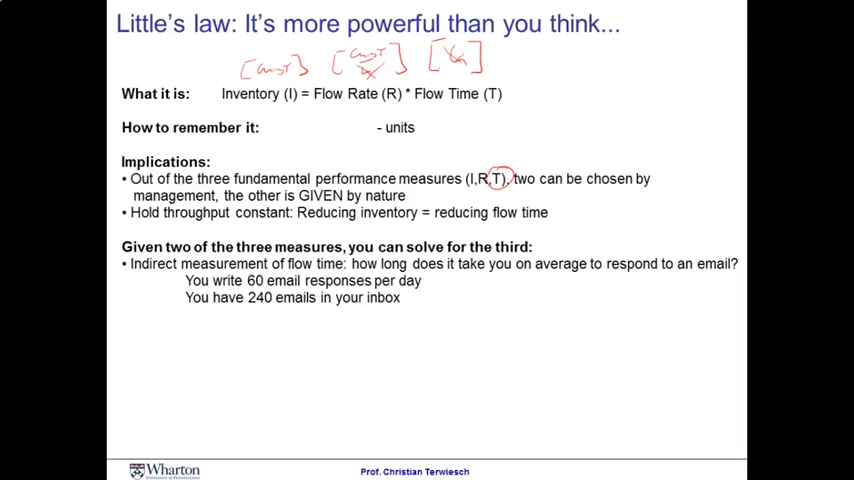 Little's law: It's more powerful than you think...
[cust] [cust
What it is: Inventory (I) = Flow Rate (R) * Flow Time (T)
How to remember it: - units
Implications:
• Out of the three fundamental performance measures (I,R,T), two can be chosen by
management, the other is GIVEN by nature
• Hold throughput constant: Reducing inventory = reducing flow time
Given two of the three measures, you can solve for the third:
• Indirect measurement of flow time: how long does it take you on average to respond to an email?
You write 60 email responses per day
You have 240 emails in your inbox
Wharton
University of Pennsylvania
Prof. Christian Terwiesch